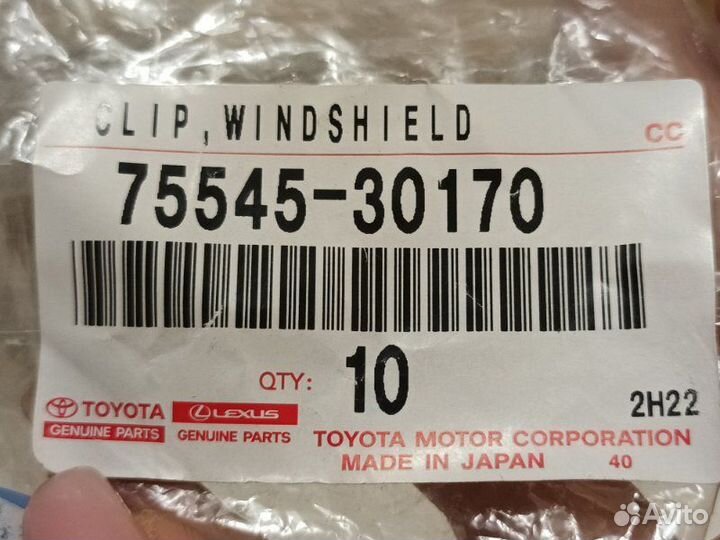 CLIP, WINDSHIELD
CC
75545-30170
QTY: 10
2H22
TOYOTA
GENUINE PARTS
LEXUS
GENUINE PARTS
TOYOTA MOTOR CORPORATION
MADE IN JAPAN 40
Avito